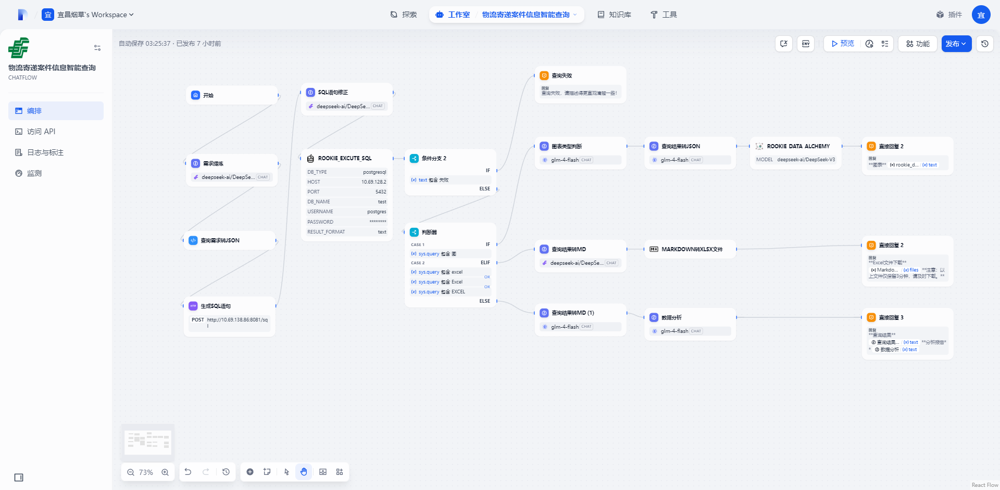 宜 宜昌烟草's Workspace
探索
工作室 / 物流寄递案件信息智能查询
知识库
工具
插件
宜
物流寄递案件信息智能查询
CHATFLOW
编排
访问 API
日志与标注
监测
自动保存 03:25:37 · 已发布 7 小时前
ENV
预览
功能
发布
开始
需求提炼
deepseek-ai/DeepSe... CHAT
查询需求转JSON
HTTP 生成SQL语句
POST http://10.69.138.86:8081/sq
l
SQL语句修正
deepseek-ai/DeepSe... CHAT
ROOKIE_EXCUTE_SQL
DB_TYPE postgresql
HOST 10.69.128.2
PORT 5432
DB_NAME test
USERNAME postgres
PASSWORD ********
RESULT_FORMAT text
条件分支 2
IF
(x) text 包含 失败
ELSE
判断器
CASE 1 IF
(x) sys.query 包含 图
CASE 2 ELIF
(x) sys.query 包含 excel
OR
(x) sys.query 包含 Excel
OR
(x) sys.query 包含 EXCEL
ELSE
查询失败
回复
查询失败，请描述得更直观清楚一些！
图表类型判断
glm-4-flash CHAT
查询结果转JSON
glm-4-flash CHAT
ROOKIE_DATA_ALCHEMY
MODEL deepseek-ai/DeepSeek-V3
直接回复 2
回复
**图表** (x) rookie_d... / (x) text
查询结果转MD
deepseek-ai/DeepSe... CHAT
MARKDOWN转XLSX文件
直接回复 2
回复
**Excel文件下载**
(x) Markdo... / (x) files **注意：以
上文件仅保留3分钟，请及时下载。**
查询结果转MD (1)
glm-4-flash CHAT
数据分析
glm-4-flash CHAT
直接回复 3
回复
**查询结果**
查询结果... / (x) text **分析报告*
* 数据分析 / (x) text
73%
React Flow